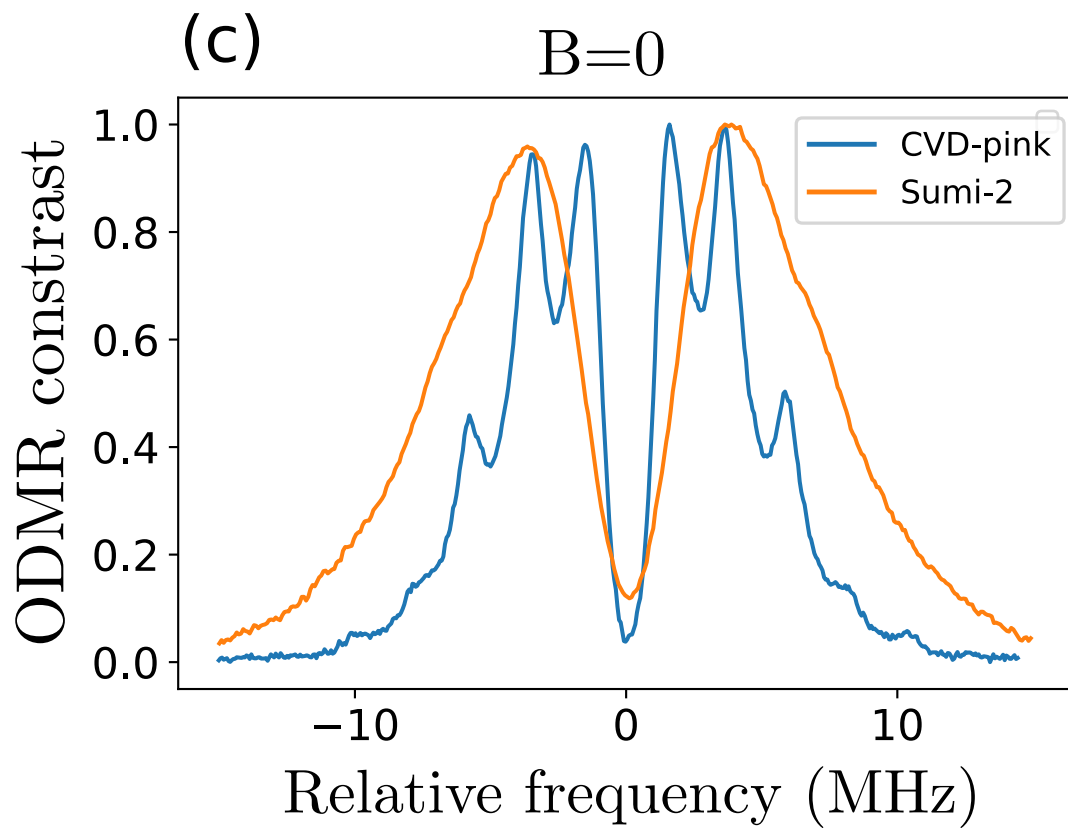 (c)
B=0
ODMR constrast
1.0
0.8
0.6
0.4
0.2
0.0
CVD-pink
Sumi-2
−10 0 10
Relative frequency (MHz)